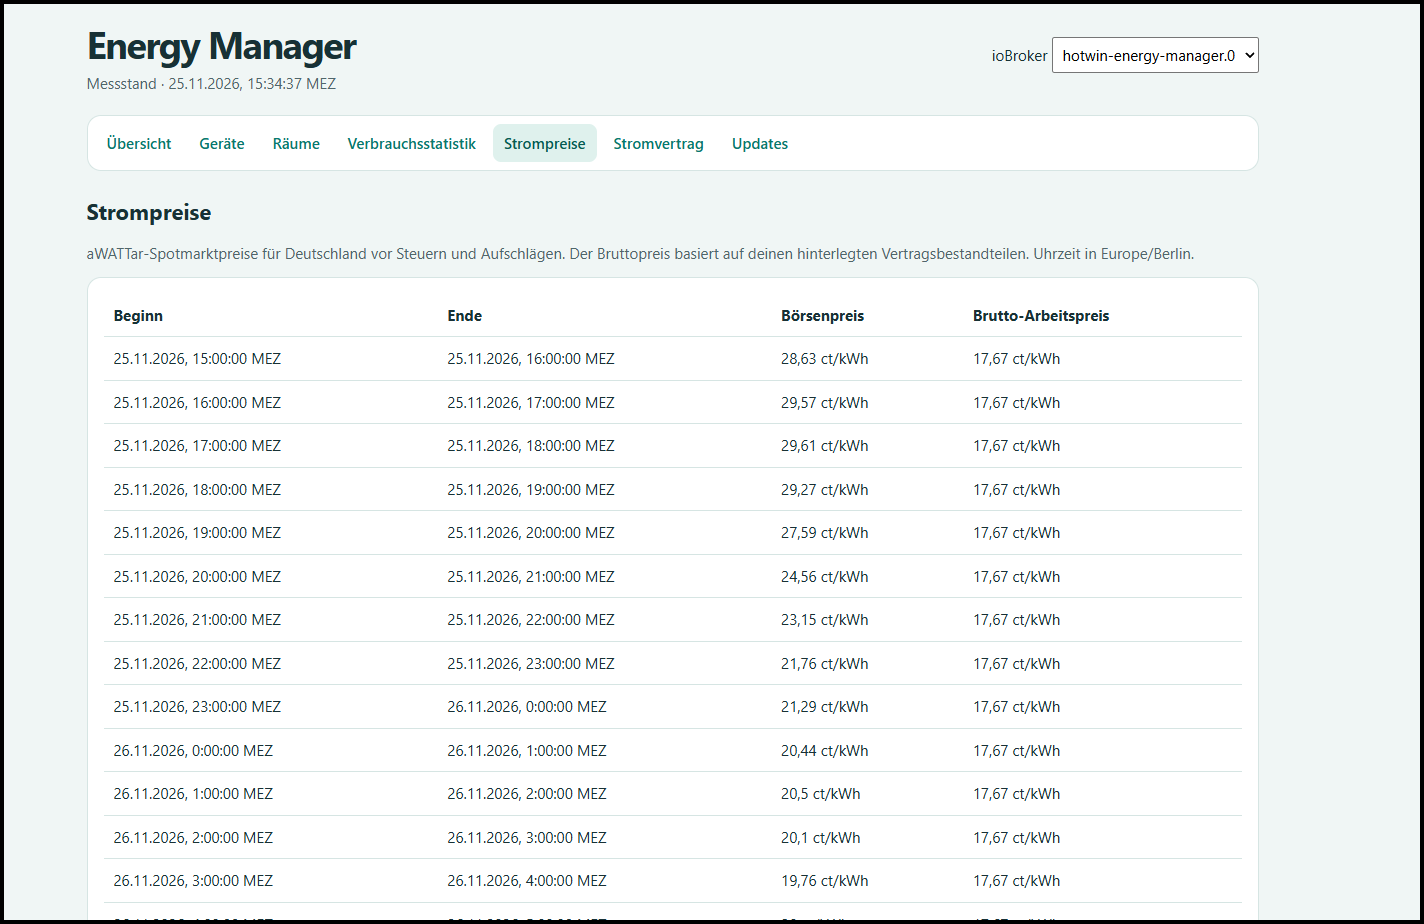 Energy Manager
Messstand · 25.11.2026, 15:34:37 MEZ
ioBroker hotwin-energy-manager.0
Übersicht Geräte Räume Verbrauchsstatistik Strompreise Stromvertrag Updates
Strompreise
aWATTar-Spotmarktpreise für Deutschland vor Steuern und Aufschlägen. Der Bruttopreis basiert auf deinen hinterlegten Vertragsbestandteilen. Uhrzeit in Europe/Berlin.
Beginn Ende Börsenpreis Brutto-Arbeitspreis
25.11.2026, 15:00:00 MEZ 25.11.2026, 16:00:00 MEZ 28,63 ct/kWh 17,67 ct/kWh
25.11.2026, 16:00:00 MEZ 25.11.2026, 17:00:00 MEZ 29,57 ct/kWh 17,67 ct/kWh
25.11.2026, 17:00:00 MEZ 25.11.2026, 18:00:00 MEZ 29,61 ct/kWh 17,67 ct/kWh
25.11.2026, 18:00:00 MEZ 25.11.2026, 19:00:00 MEZ 29,27 ct/kWh 17,67 ct/kWh
25.11.2026, 19:00:00 MEZ 25.11.2026, 20:00:00 MEZ 27,59 ct/kWh 17,67 ct/kWh
25.11.2026, 20:00:00 MEZ 25.11.2026, 21:00:00 MEZ 24,56 ct/kWh 17,67 ct/kWh
25.11.2026, 21:00:00 MEZ 25.11.2026, 22:00:00 MEZ 23,15 ct/kWh 17,67 ct/kWh
25.11.2026, 22:00:00 MEZ 25.11.2026, 23:00:00 MEZ 21,76 ct/kWh 17,67 ct/kWh
25.11.2026, 23:00:00 MEZ 26.11.2026, 0:00:00 MEZ 21,29 ct/kWh 17,67 ct/kWh
26.11.2026, 0:00:00 MEZ 26.11.2026, 1:00:00 MEZ 20,44 ct/kWh 17,67 ct/kWh
26.11.2026, 1:00:00 MEZ 26.11.2026, 2:00:00 MEZ 20,5 ct/kWh 17,67 ct/kWh
26.11.2026, 2:00:00 MEZ 26.11.2026, 3:00:00 MEZ 20,1 ct/kWh 17,67 ct/kWh
26.11.2026, 3:00:00 MEZ 26.11.2026, 4:00:00 MEZ 19,76 ct/kWh 17,67 ct/kWh